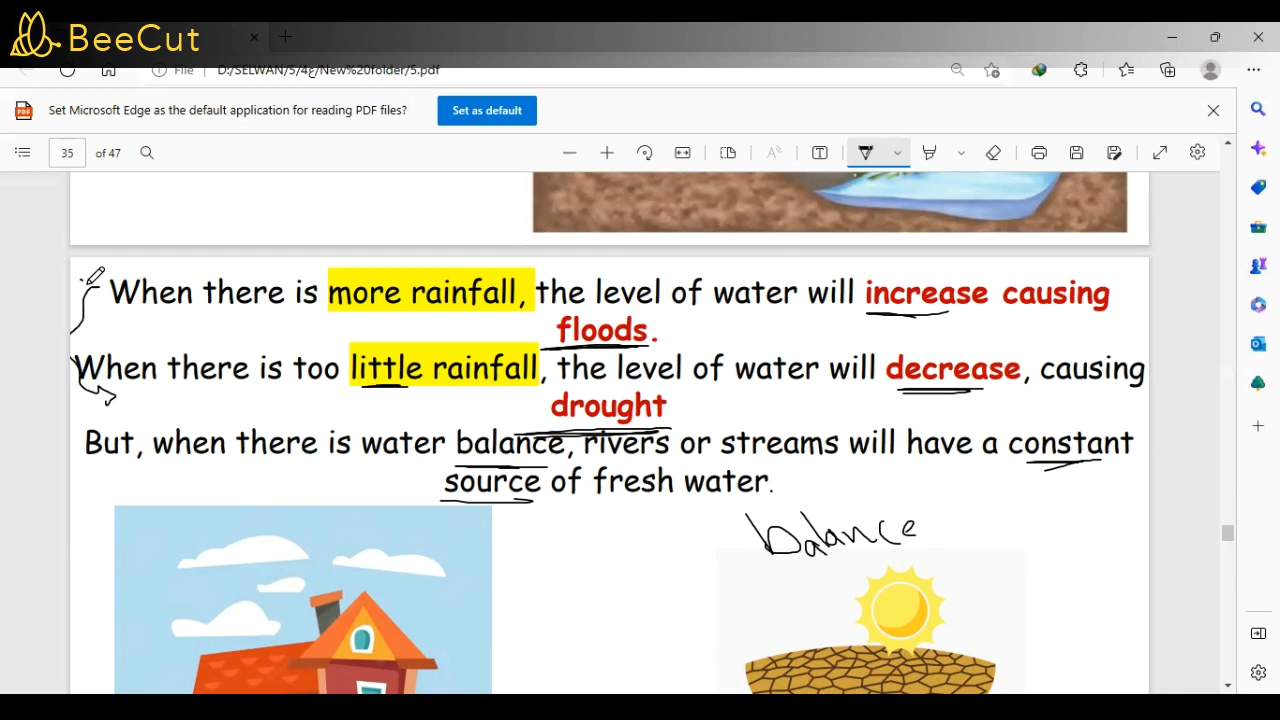 BeeCut
File D:/SELWAN/5/4ع/New%20folder/5.pdf
Set Microsoft Edge as the default application for reading PDF files? Set as default
35 of 47
When there is more rainfall, the level of water will increase causing
floods.
When there is too little rainfall, the level of water will decrease, causing
drought
But, when there is water balance, rivers or streams will have a constant
source of fresh water.
balance